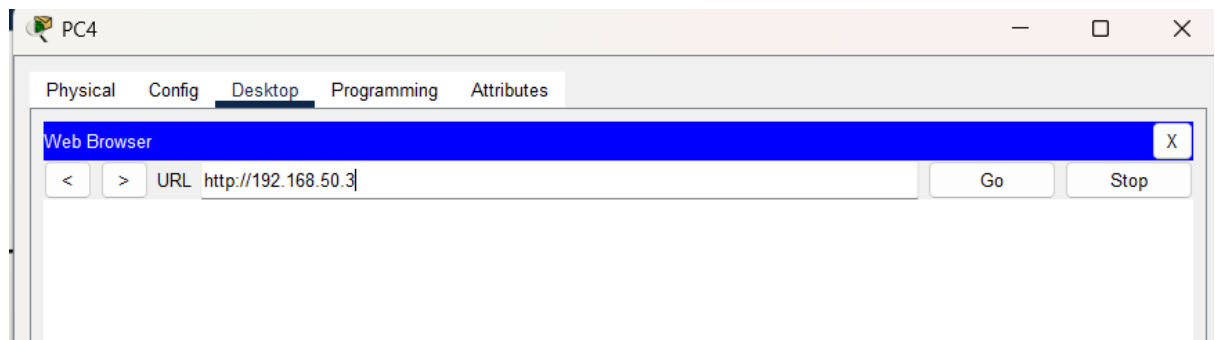 PC4
Physical Config Desktop Programming Attributes
Web Browser X
< > URL http://192.168.50.3 Go Stop